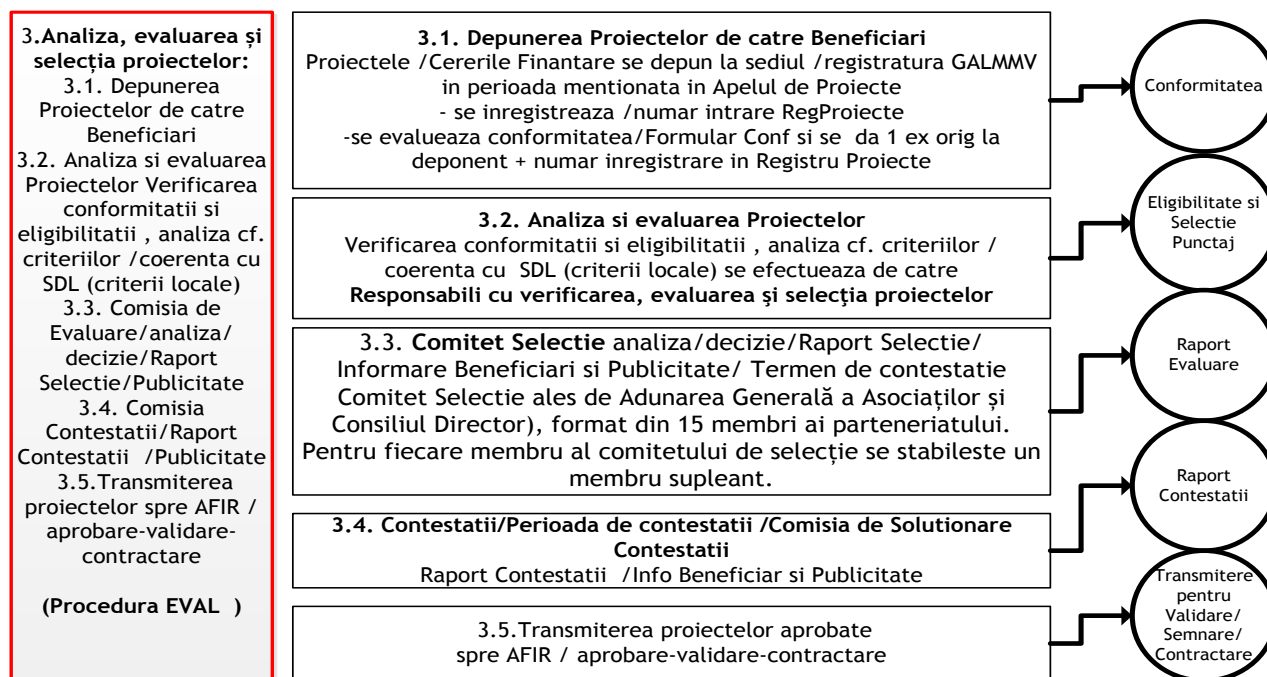 3.Analiza, evaluarea și
selecția proiectelor:
3.1. Depunerea
Proiectelor de catre
Beneficiari
3.2. Analiza si evaluarea
Proiectelor Verificarea
conformitatii si
eligibilitatii , analiza cf.
criteriilor /coerenta cu
SDL (criterii locale)
3.3. Comisia de
Evaluare/analiza/
decizie/Raport
Selectie/Publicitate
3.4. Comisia
Contestatii/Raport
Contestatii /Publicitate
3.5.Transmiterea
proiectelor spre AFIR /
aprobare-validare-
contractare
(Procedura EVAL )
3.1. Depunerea Proiectelor de catre Beneficiari
Proiectele /Cererile Finantare se depun la sediul /registratura GALMMV
in perioada mentionata in Apelul de Proiecte
- se inregistreaza /numar intrare RegProiecte
-se evalueaza conformitatea/Formular Conf si se da 1 ex orig la
deponent + numar inregistrare in Registru Proiecte
Conformitatea
3.2. Analiza si evaluarea Proiectelor
Verificarea conformitatii si eligibilitatii , analiza cf. criteriilor /
coerenta cu SDL (criterii locale) se efectueaza de catre
Responsabili cu verificarea, evaluarea şi selecţia proiectelor
Eligibilitate si
Selectie
Punctaj
3.3. Comitet Selectie analiza/decizie/Raport Selectie/
Informare Beneficiari si Publicitate/ Termen de contestatie
Comitet Selectie ales de Adunarea Generală a Asociaților și
Consiliul Director), format din 15 membri ai parteneriatului.
Pentru fiecare membru al comitetului de selecție se stabileste un
membru supleant.
Raport
Evaluare
3.4. Contestatii/Perioada de contestatii /Comisia de Solutionare
Contestatii
Raport Contestatii /Info Beneficiar si Publicitate
Raport
Contestatii
3.5.Transmiterea proiectelor aprobate
spre AFIR / aprobare-validare-contractare
Transmitere
pentru
Validare/
Semnare/
Contractare